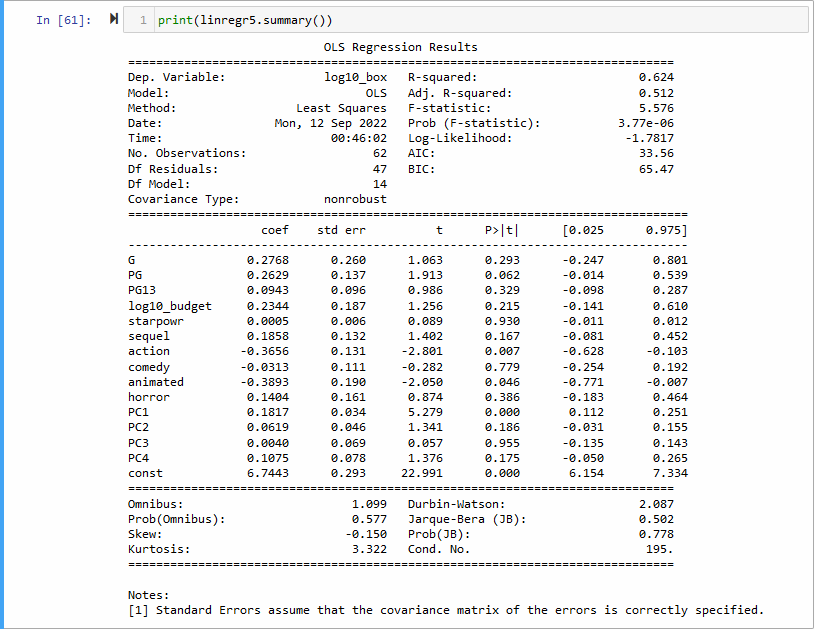 In [61]: 1 print(linregr5.summary())
OLS Regression Results
==============================================================================
Dep. Variable: log10_box R-squared: 0.624
Model: OLS Adj. R-squared: 0.512
Method: Least Squares F-statistic: 5.576
Date: Mon, 12 Sep 2022 Prob (F-statistic): 3.77e-06
Time: 00:46:02 Log-Likelihood: -1.7817
No. Observations: 62 AIC: 33.56
Df Residuals: 47 BIC: 65.47
Df Model: 14
Covariance Type: nonrobust
================================================================================
coef std err t P>|t| [0.025 0.975]
--------------------------------------------------------------------------------
G 0.2768 0.260 1.063 0.293 -0.247 0.801
PG 0.2629 0.137 1.913 0.062 -0.014 0.539
PG13 0.0943 0.096 0.986 0.329 -0.098 0.287
log10_budget 0.2344 0.187 1.256 0.215 -0.141 0.610
starpowr 0.0005 0.006 0.089 0.930 -0.011 0.012
sequel 0.1858 0.132 1.402 0.167 -0.081 0.452
action -0.3656 0.131 -2.801 0.007 -0.628 -0.103
comedy -0.0313 0.111 -0.282 0.779 -0.254 0.192
animated -0.3893 0.190 -2.050 0.046 -0.771 -0.007
horror 0.1404 0.161 0.874 0.386 -0.183 0.464
PC1 0.1817 0.034 5.279 0.000 0.112 0.251
PC2 0.0619 0.046 1.341 0.186 -0.031 0.155
PC3 0.0040 0.069 0.057 0.955 -0.135 0.143
PC4 0.1075 0.078 1.376 0.175 -0.050 0.265
const 6.7443 0.293 22.991 0.000 6.154 7.334
==============================================================================
Omnibus: 1.099 Durbin-Watson: 2.087
Prob(Omnibus): 0.577 Jarque-Bera (JB): 0.502
Skew: -0.150 Prob(JB): 0.778
Kurtosis: 3.322 Cond. No. 195.
==============================================================================
Notes:
[1] Standard Errors assume that the covariance matrix of the errors is correctly specified.